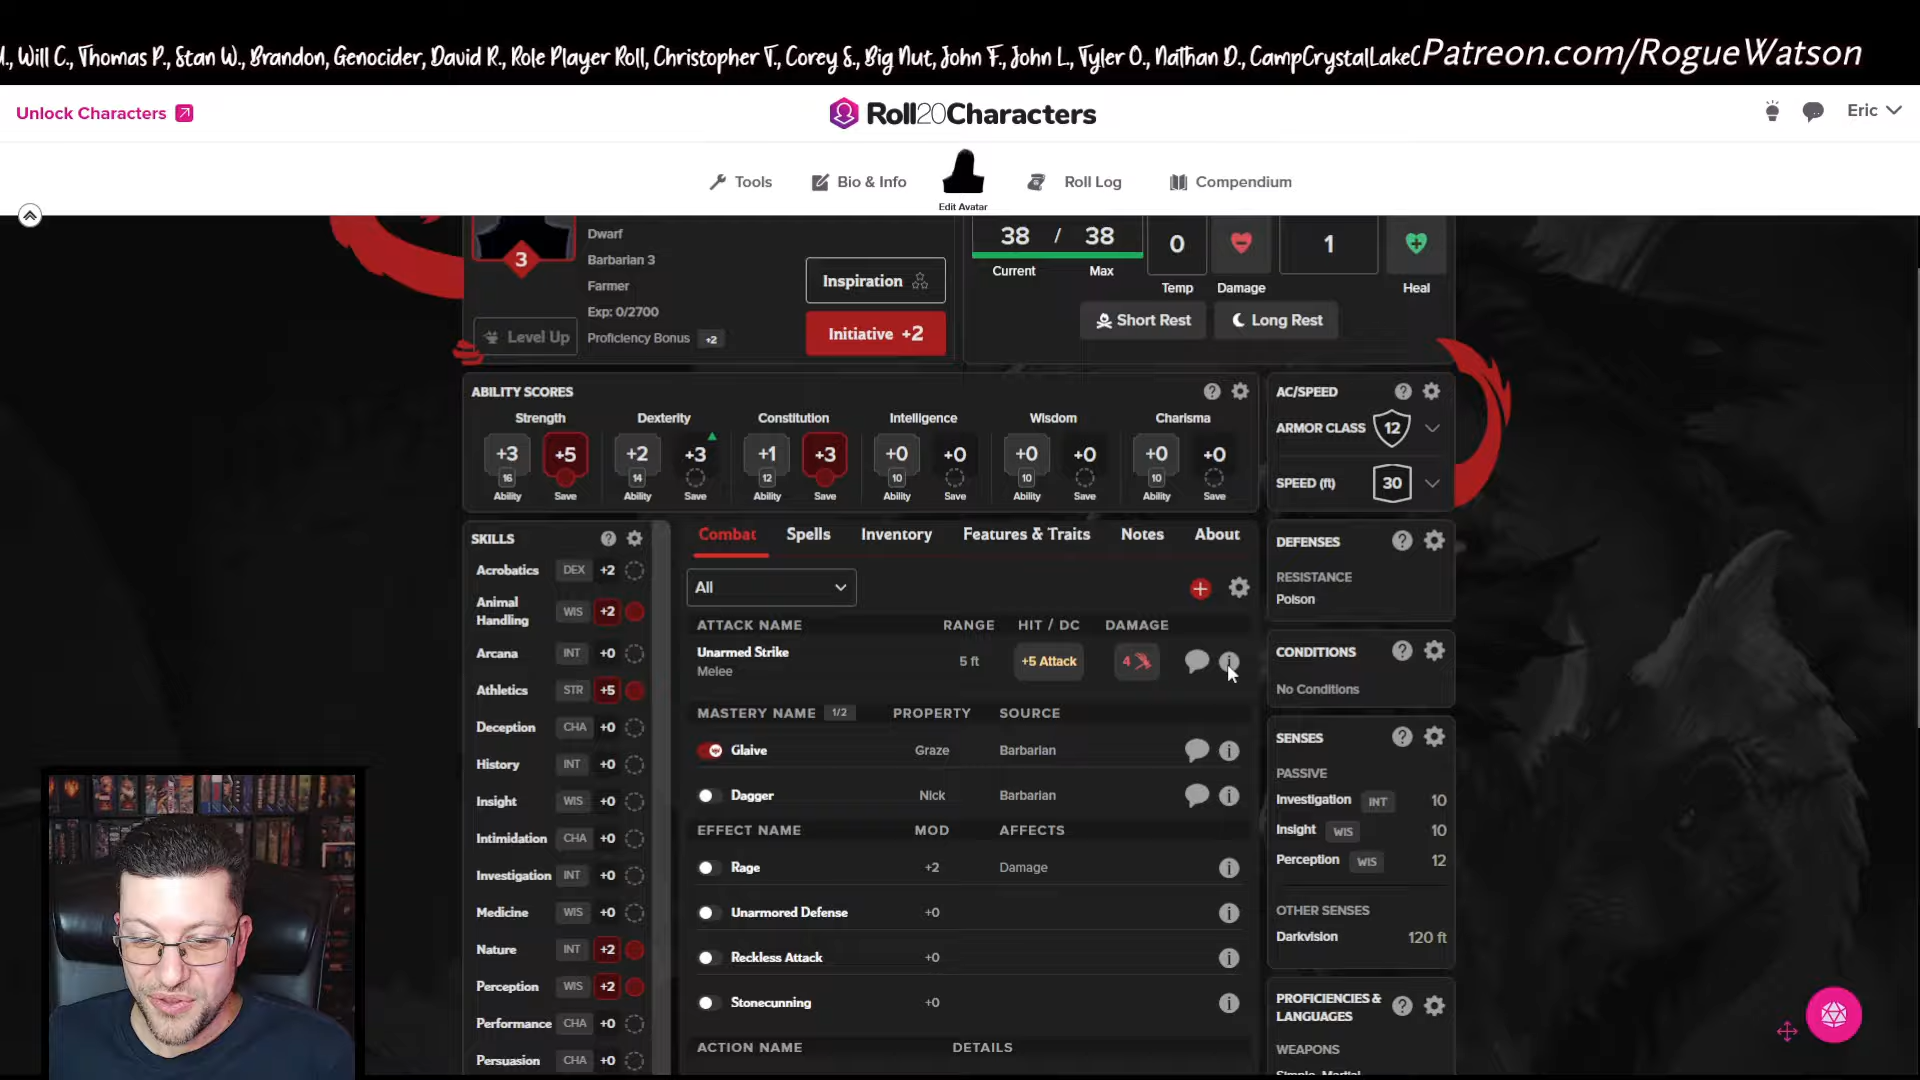 ., Will C., Thomas P., Stan W., Brandon, Genocider, David R., Role Player Roll, Christopher T., Corey S., Big Nut, John F., John L., Tyler O., Nathan D., CampCrystalLakeC
Patreon.com/RogueWatson
Unlock Characters
Roll20Characters
Eric
Tools
Bio & Info
Edit Avatar
Roll Log
Compendium
3
Dwarf
Barbarian 3
Farmer
Exp: 0/2700
Proficiency Bonus +2
Level Up
Inspiration
Initiative +2
38 / 38
Current Max
0
Temp
Damage
1
Heal
Short Rest
Long Rest
ABILITY SCORES
Strength Dexterity Constitution Intelligence Wisdom Charisma
+3 +5 +2 +3 +1 +3 +0 +0 +0 +0 +0 +0
16 14 12 10 10 10
Ability Save Ability Save Ability Save Ability Save Ability Save Ability Save
AC/SPEED
ARMOR CLASS 12
SPEED (ft) 30
SKILLS
Acrobatics DEX +2
Animal Handling WIS +2
Arcana INT +0
Athletics STR +5
Deception CHA +0
History INT +0
Insight WIS +0
Intimidation CHA +0
Investigation INT +0
Medicine WIS +0
Nature INT +2
Perception WIS +2
Performance CHA +0
Persuasion CHA +0
Combat Spells Inventory Features & Traits Notes About
All
ATTACK NAME RANGE HIT / DC DAMAGE
Unarmed Strike
Melee
5 ft +5 Attack 4
MASTERY NAME 1/2 PROPERTY SOURCE
Glaive Graze Barbarian
Dagger Nick Barbarian
EFFECT NAME MOD AFFECTS
Rage +2 Damage
Unarmored Defense +0
Reckless Attack +0
Stonecunning +0
ACTION NAME DETAILS
DEFENSES
RESISTANCE
Poison
CONDITIONS
No Conditions
SENSES
PASSIVE
Investigation INT 10
Insight WIS 10
Perception WIS 12
OTHER SENSES
Darkvision 120 ft
PROFICIENCIES &
LANGUAGES
WEAPONS
Simple, Martial